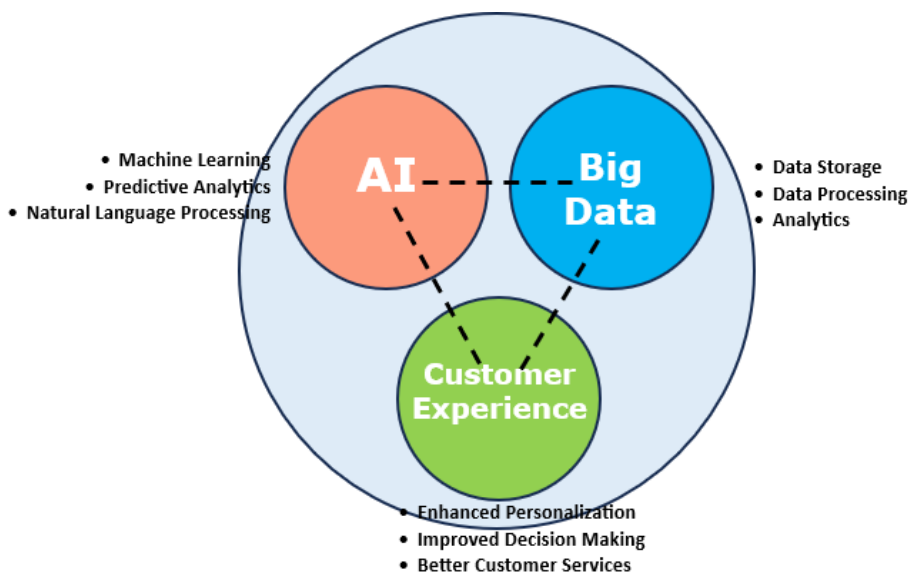 AI
• Machine Learning
• Predictive Analytics
• Natural Language Processing
Big
Data
• Data Storage
• Data Processing
• Analytics
Customer
Experience
• Enhanced Personalization
• Improved Decision Making
• Better Customer Services